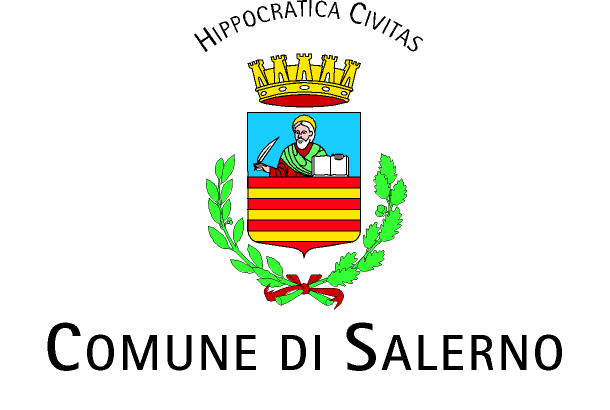 HIPPOCRATICA CIVITAS
COMUNE DI SALERNO